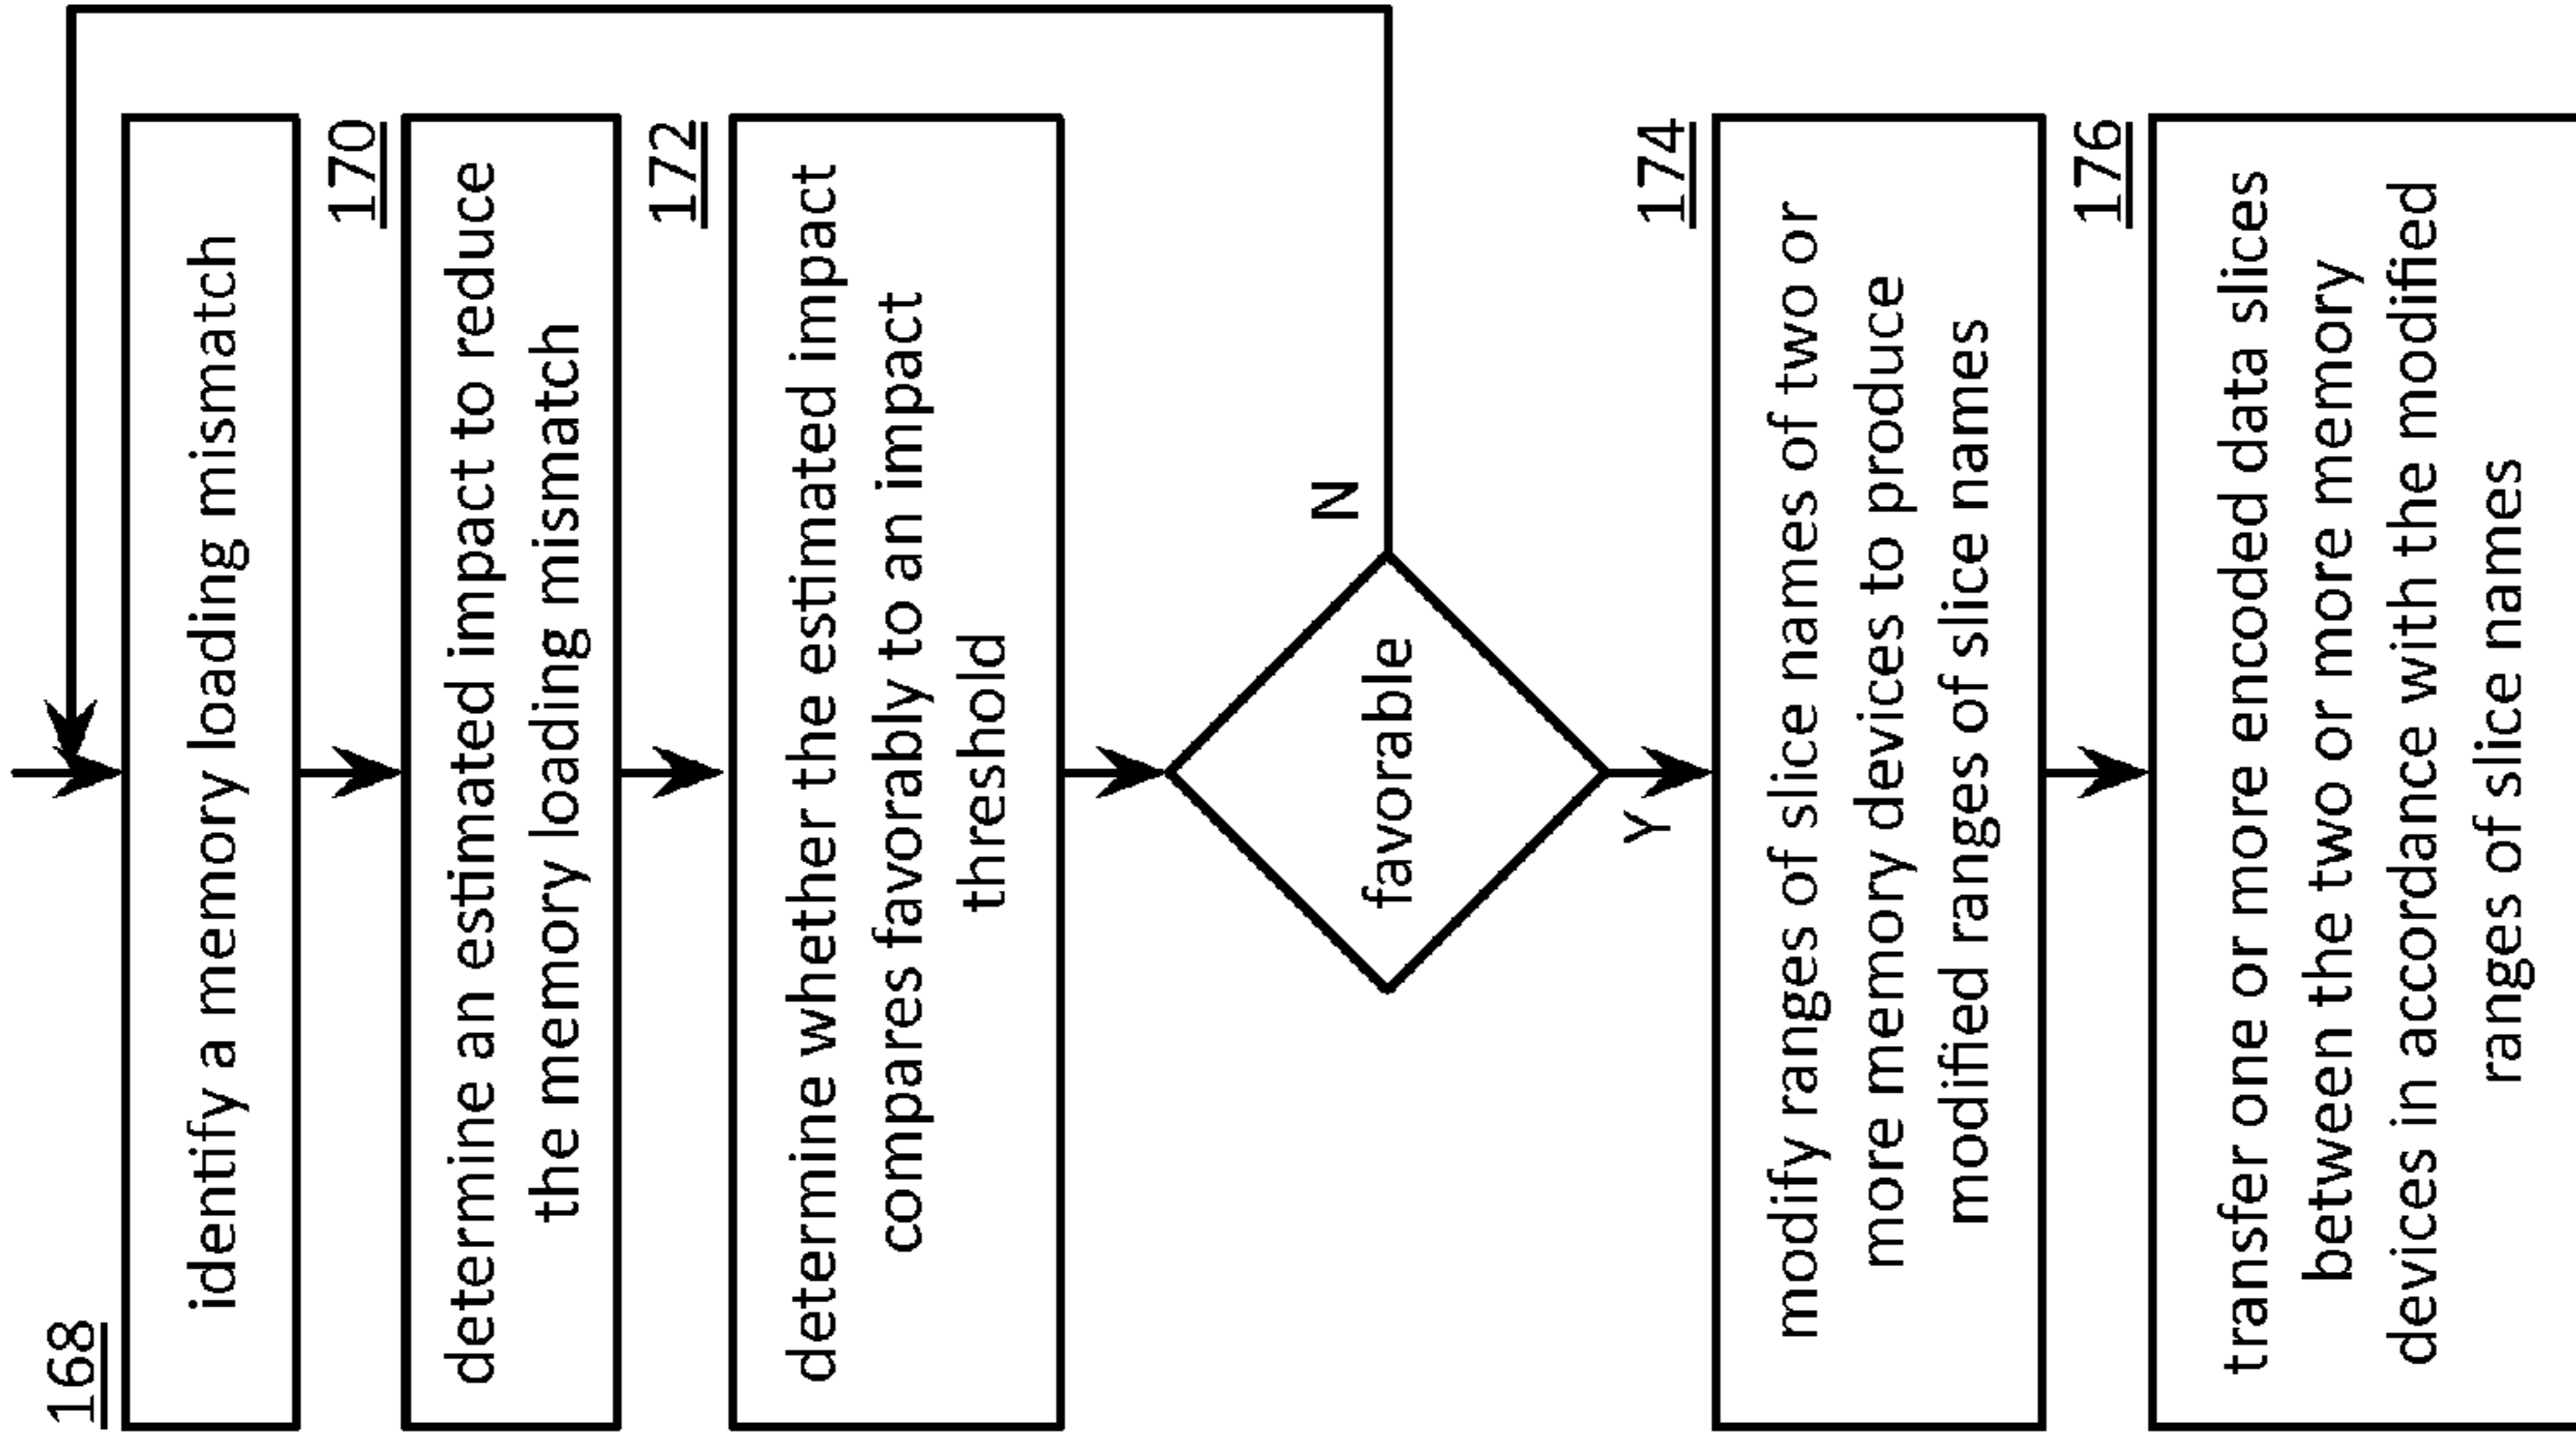 168
identify a memory loading mismatch
170
determine an estimated impact to reduce
the memory loading mismatch
172
determine whether the estimated impact
compares favorably to an impact
threshold
favorable
N
Y
174
modify ranges of slice names of two or
more memory devices to produce
modified ranges of slice names
176
transfer one or more encoded data slices
between the two or more memory
devices in accordance with the modified
ranges of slice names